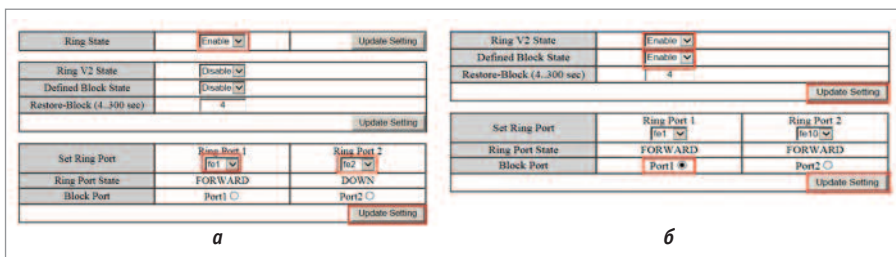 Ring State Enable Update Setting
Ring V2 State Disable
Defined Block State Disable
Restore-Block (4..300 sec) 4
Update Setting
Set Ring Port Ring Port 1 Ring Port 2
fe1 fe2
Ring Port State FORWARD DOWN
Block Port Port1 Port2
Update Setting
а
Ring V2 State Enable
Defined Block State Enable
Restore-Block (4..300 sec) 4
Update Setting
Set Ring Port Ring Port 1 Ring Port 2
fe1 fe10
Ring Port State FORWARD FORWARD
Block Port Port1 Port2
Update Setting
б